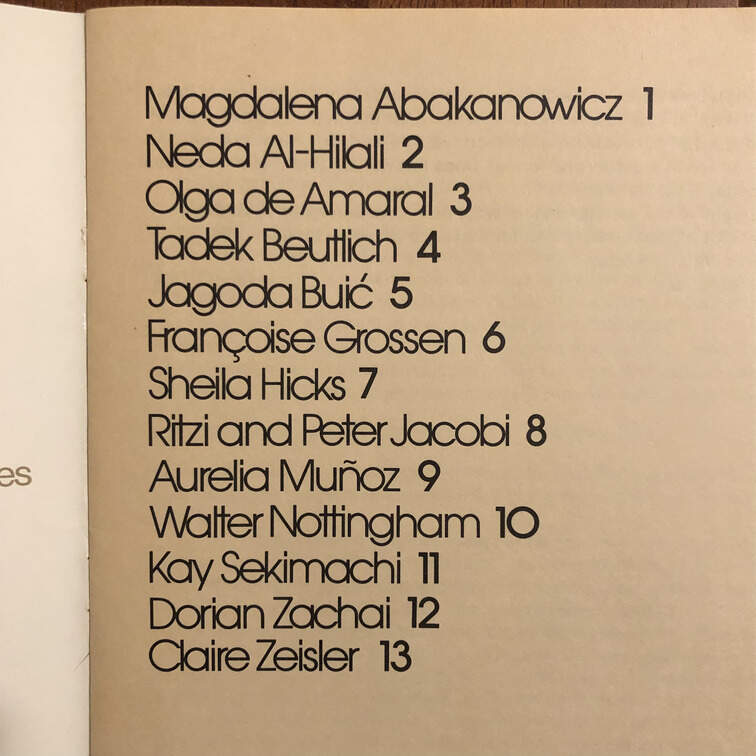 Magdalena Abakanowicz 1
Neda Al-Hilali 2
Olga de Amaral 3
Tadek Beutlich 4
Jagoda Buić 5
Françoise Grossen 6
Sheila Hicks 7
Ritzi and Peter Jacobi 8
Aurelia Muñoz 9
Walter Nottingham 10
Kay Sekimachi 11
Dorian Zachai 12
Claire Zeisler 13
es